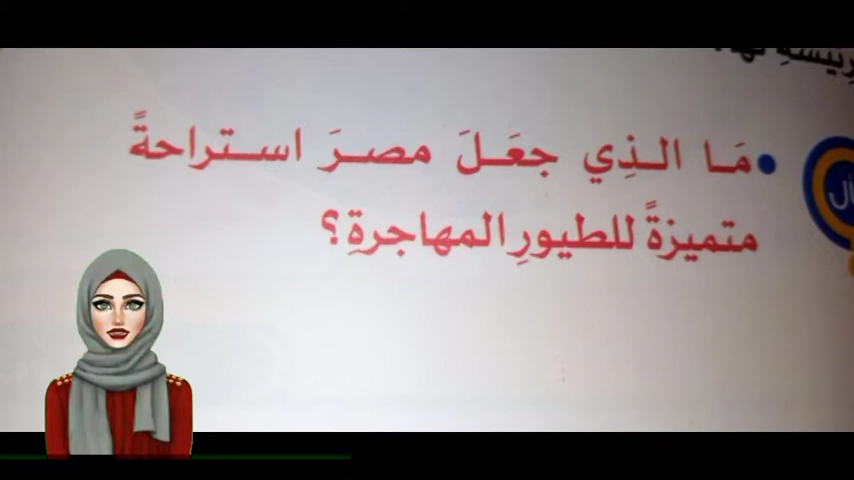 • مَا الذِي جعَلَ مصرَ استراحةً
متميزةً للطيورِ المهاجرةِ؟